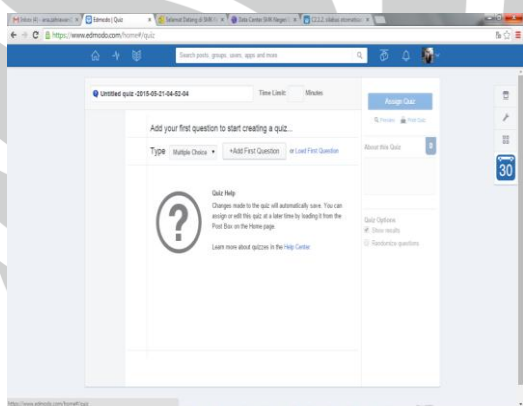 Edmodo | Quiz
https://www.edmodo.com/home#/quiz
Search posts, groups, users, apps and more
Untitled quiz -2015-05-21-04-52-04
Time Limit:
Minutes
Assign Quiz
Preview
Print Quiz
Add your first question to start creating a quiz...
Type
Multiple Choice
+Add First Question
or Load First Question
About this Quiz
0
30
Quiz Help
Changes made to the quiz will automatically save. You can
assign or edit this quiz at a later time by loading it from the
Post Box on the Home page.
Learn more about quizzes in the Help Center
Quiz Options
Show results
Randomize questions
https://www.edmodo.com/home#/quiz